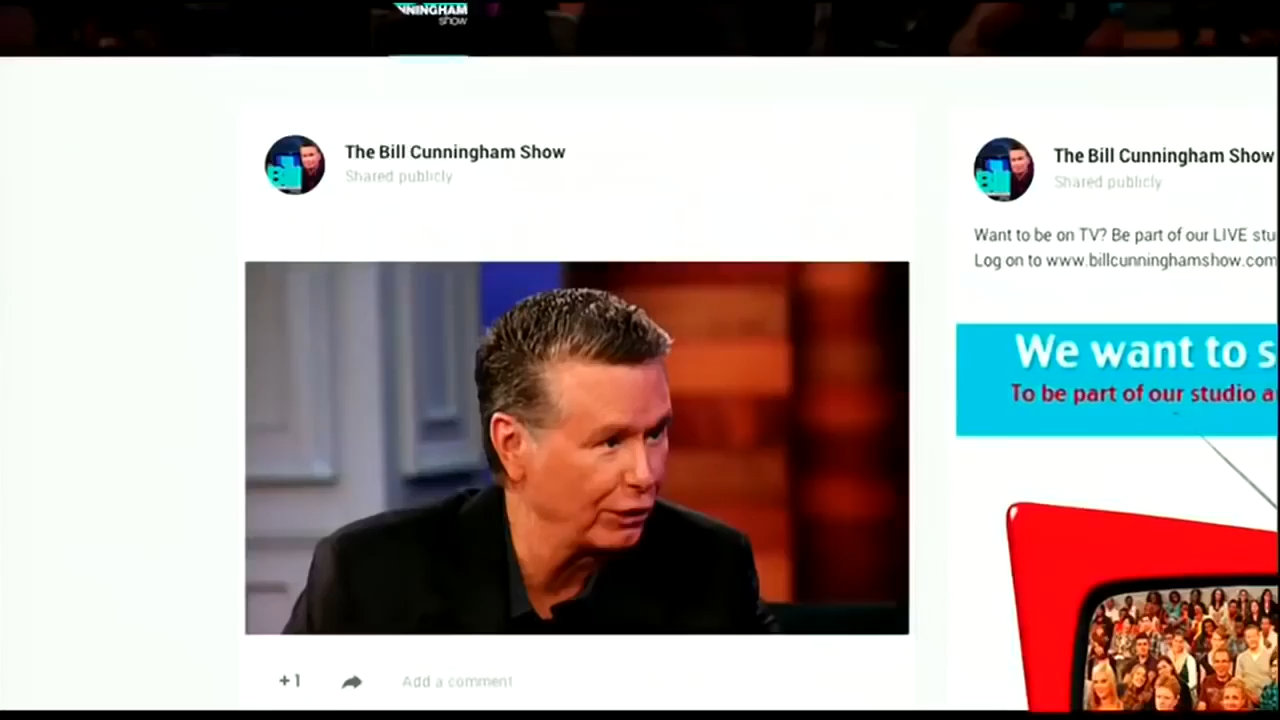 NNINGHAM
show
The Bill Cunningham Show
Shared publicly
+1
Add a comment
The Bill Cunningham Show
Shared publicly
Want to be on TV? Be part of our LIVE stu
Log on to www.billcunninghamshow.com
We want to s
To be part of our studio a